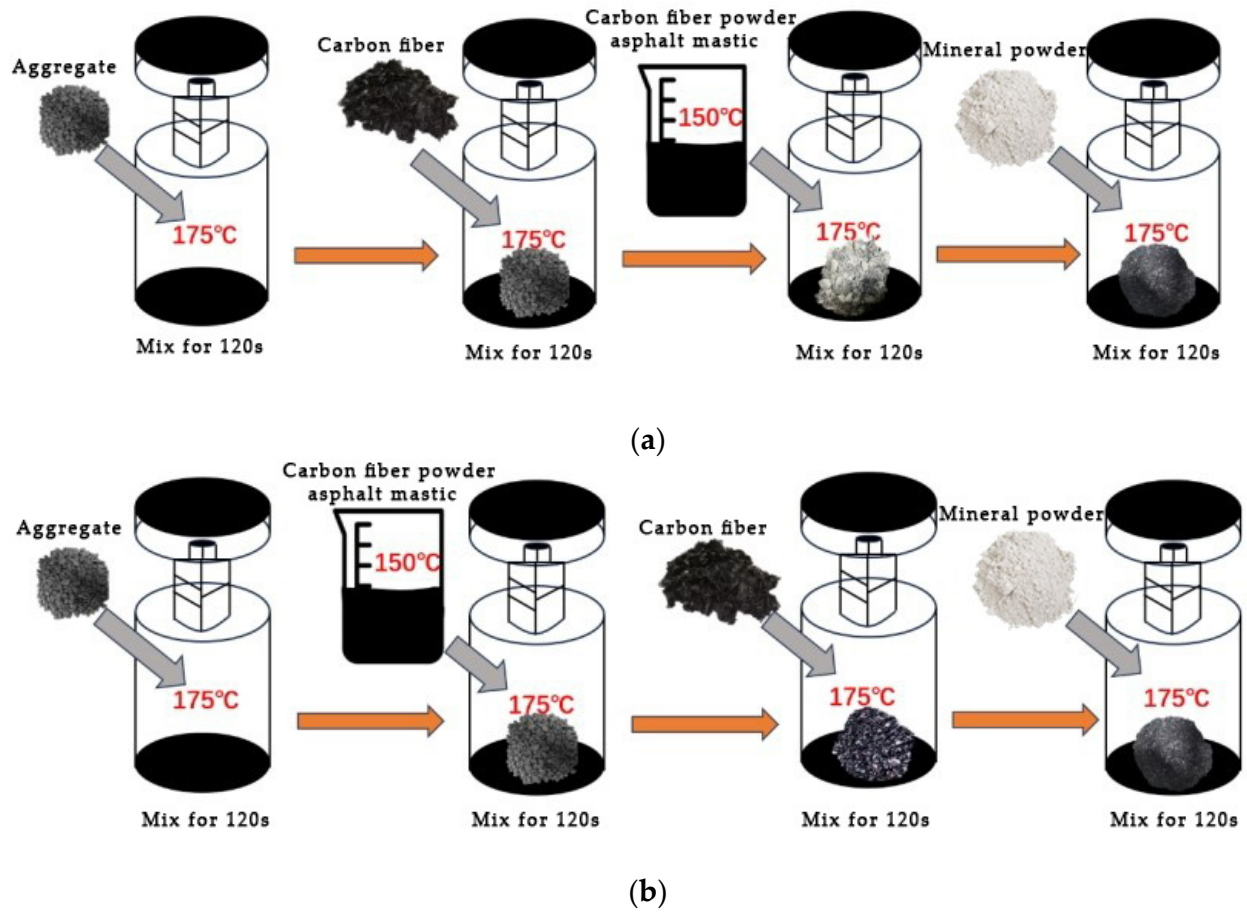 Aggregate
Carbon fiber
Carbon fiber powder
asphalt mastic
Mineral powder
150℃
175℃
175℃
175℃
175℃
Mix for 120s
Mix for 120s
Mix for 120s
Mix for 120s
(a)
Aggregate
Carbon fiber powder
asphalt mastic
Carbon fiber
Mineral powder
150℃
175℃
175℃
175℃
175℃
Mix for 120s
Mix for 120s
Mix for 120s
Mix for 120s
(b)